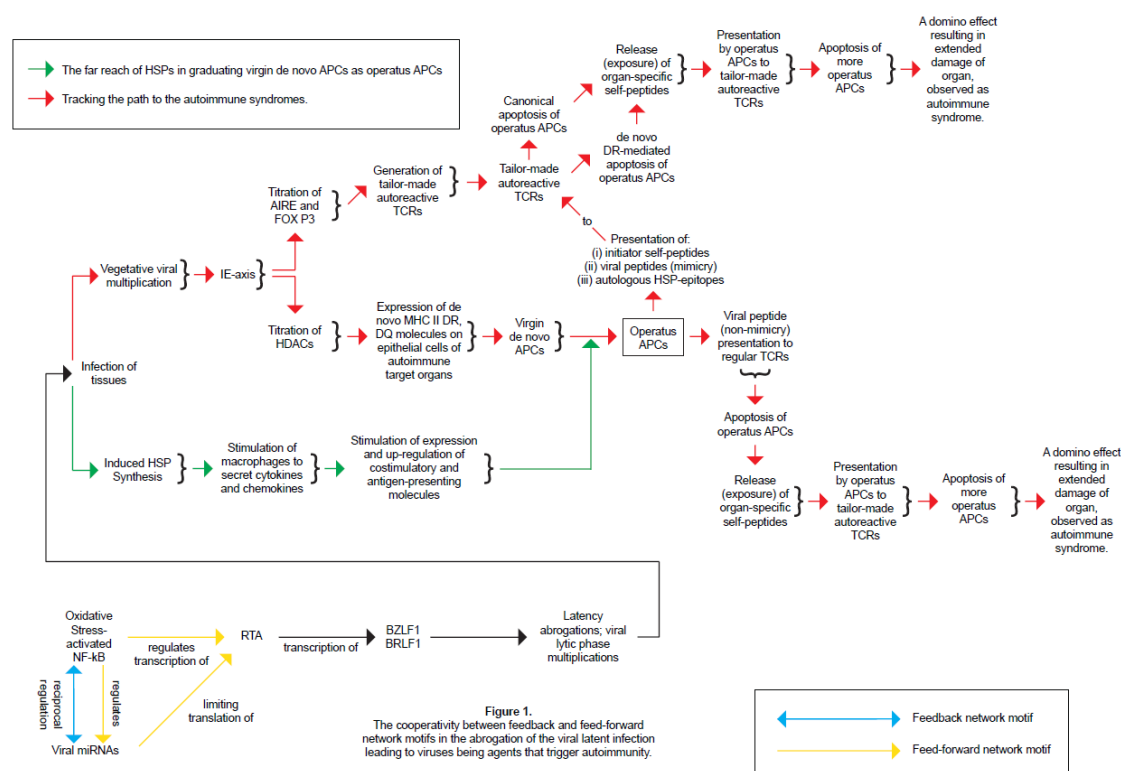 The far reach of HSPs in graduating virgin de novo APCs as operatus APCs
Tracking the path to the autoimmune syndromes.
Release
(exposure) of
organ-specific
self-peptides
Presentation
by operatus
APCs to
tailor-made
autoreactive
TCRs
Apoptosis of
more
operatus
APCs
A domino effect
resulting in
extended
damage of
organ,
observed as
autoimmune
syndrome.
Canonical
apoptosis of
operatus APCs
de novo
DR-mediated
apoptosis of
operatus APCs
Titration of
AIRE and
FOX P3
Generation of
tailor-made
autoreactive
TCRs
Tailor-made
autoreactive
TCRs
to
Presentation of:
(i) initiator self-peptides
(ii) viral peptides (mimicry)
(iii) autologous HSP-epitopes
Vegetative viral
multiplication
IE-axis
Titration of
HDACs
Expression of de
novo MHC II DR,
DQ molecules on
epithelial cells of
autoimmune
target organs
Virgin
de novo
APCs
Operatus
APCs
Viral peptide
(non-mimicry)
presentation to
regular TCRs
Infection of
tissues
Apoptosis of
operatus APCs
Induced HSP
Synthesis
Stimulation of
macrophages to
secret cytokines
and chemokines
Stimulation of expression
and up-regulation of
costimulatory and
antigen-presenting
molecules
Release
(exposure) of
organ-specific
self-peptides
Presentation
by operatus
APCs to
tailor-made
autoreactive
TCRs
Apoptosis of
more
operatus
APCs
A domino effect
resulting in
extended
damage of
organ,
observed as
autoimmune
syndrome.
Oxidative
Stress-
activated
NF-kB
regulates
transcription of
RTA
transcription of
BZLF1
BRLF1
Latency
abrogations; viral
lytic phase
multiplications
reciprocal
regulation
regulates
limiting
translation of
Viral miRNAs
Figure 1.
The cooperativity between feedback and feed-forward
network motifs in the abrogation of the viral latent infection
leading to viruses being agents that trigger autoimmunity.
Feedback network motif
Feed-forward network motif